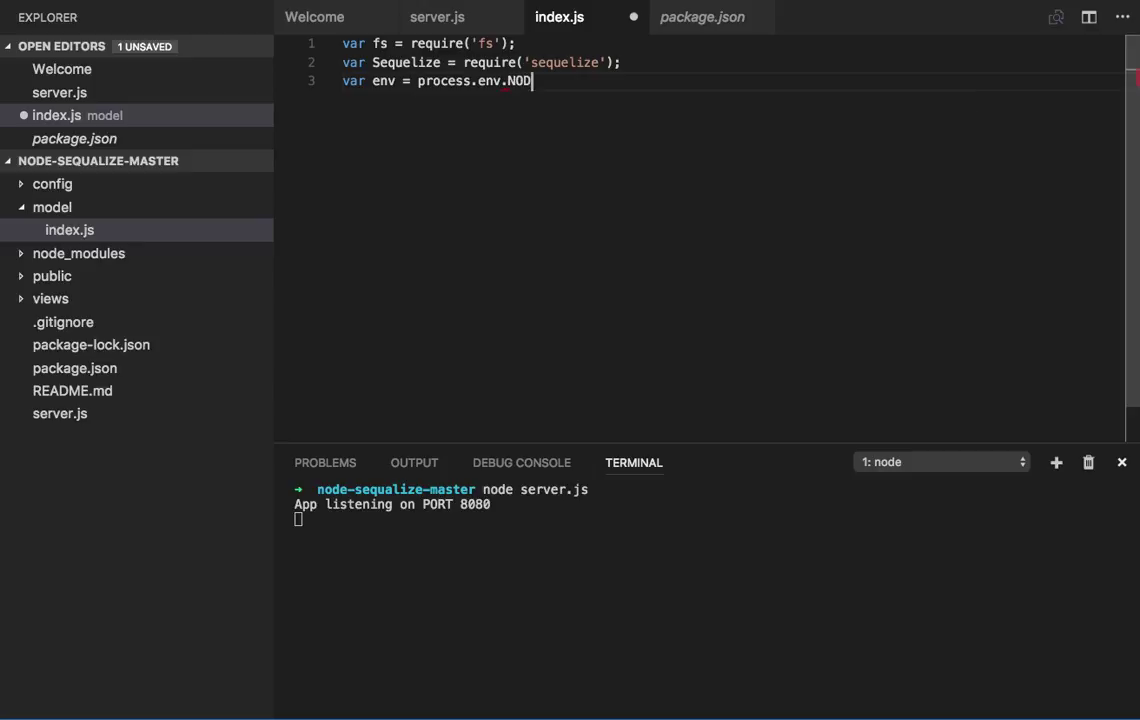 EXPLORER
Welcome
server.js
index.js
package.json
OPEN EDITORS 1 UNSAVED
Welcome
server.js
index.js model
package.json
NODE-SEQUALIZE-MASTER
config
model
index.js
node_modules
public
views
.gitignore
package-lock.json
package.json
README.md
server.js
1 var fs = require('fs');
2 var Sequelize = require('sequelize');
3 var env = process.env.NOD
PROBLEMS OUTPUT DEBUG CONSOLE TERMINAL 1: node
➜ node-sequalize-master node server.js
App listening on PORT 8080